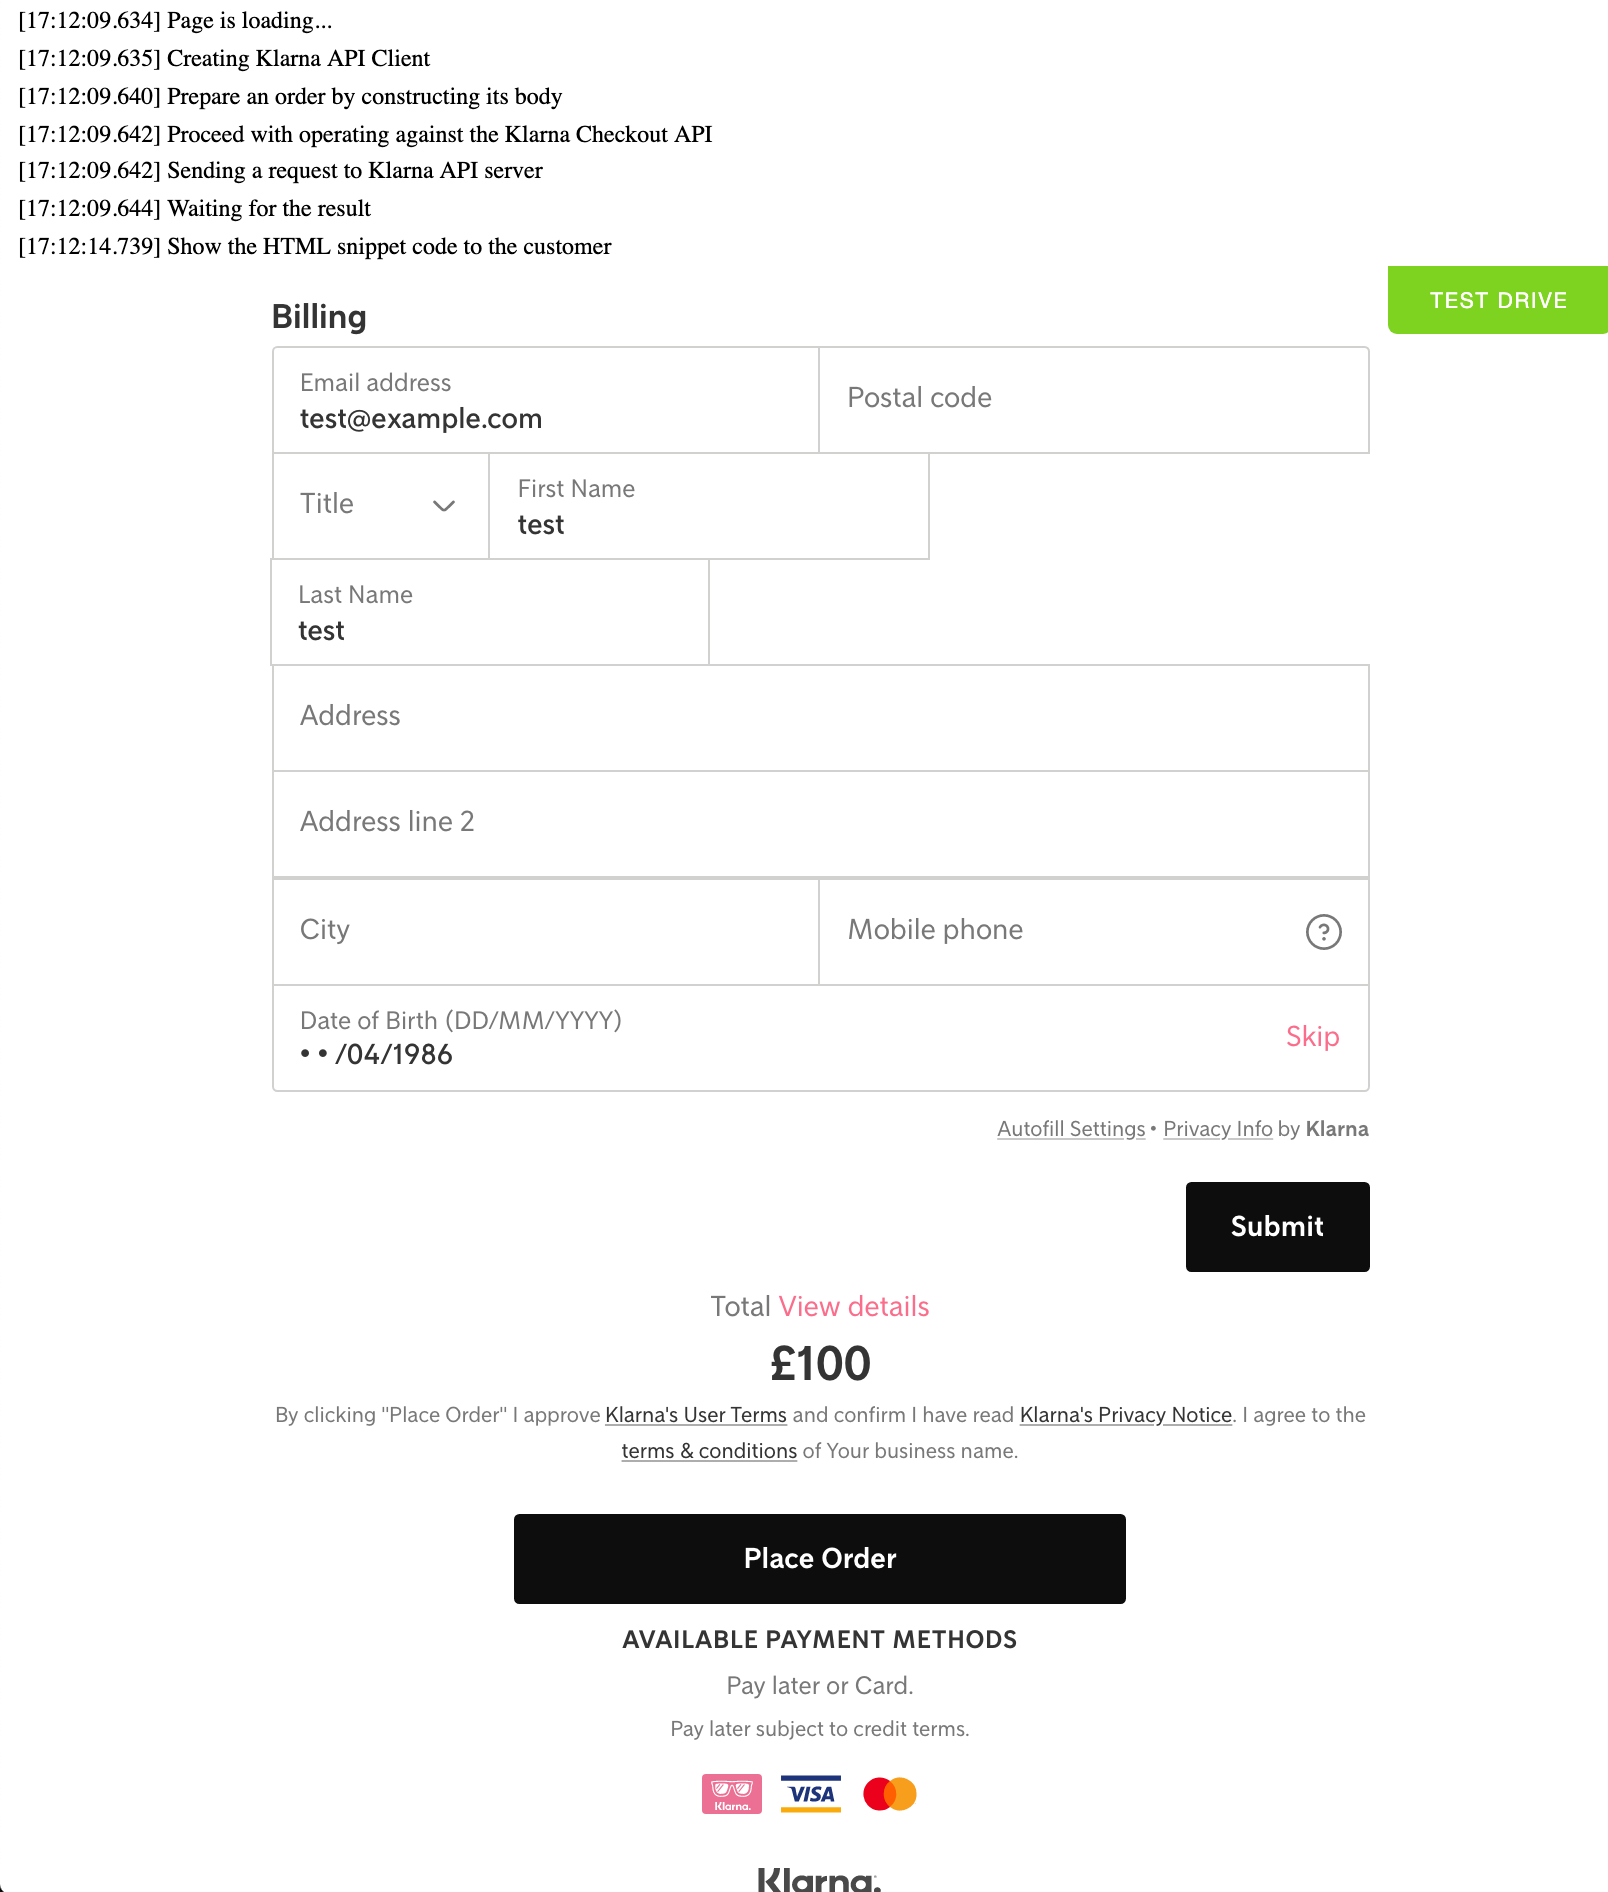 [17:12:09.634] Page is loading...
[17:12:09.635] Creating Klarna API Client
[17:12:09.640] Prepare an order by constructing its body
[17:12:09.642] Proceed with operating against the Klarna Checkout API
[17:12:09.642] Sending a request to Klarna API server
[17:12:09.644] Waiting for the result
[17:12:14.739] Show the HTML snippet code to the customer
TEST DRIVE
Billing
Email address
test@example.com
Postal code
Title
First Name
test
Last Name
test
Address
Address line 2
City
Mobile phone
?
Date of Birth (DD/MM/YYYY)
• • /04/1986
Skip
Autofill Settings • Privacy Info by Klarna
Submit
Total View details
£100
By clicking "Place Order" I approve Klarna's User Terms and confirm I have read Klarna's Privacy Notice. I agree to the
terms & conditions of Your business name.
Place Order
AVAILABLE PAYMENT METHODS
Pay later or Card.
Pay later subject to credit terms.
Klarna. VISA
Klarna.